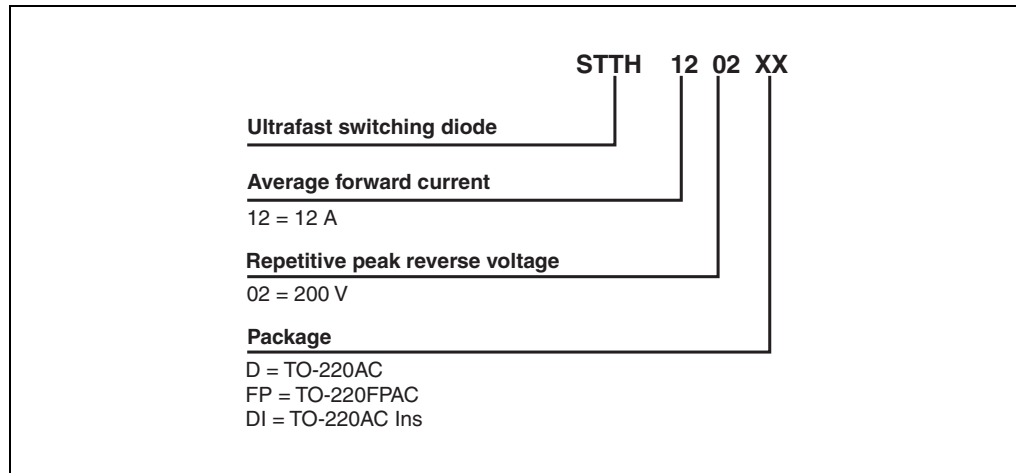 STTH 12 02 XX
Ultrafast switching diode
Average forward current
12 = 12 A
Repetitive peak reverse voltage
02 = 200 V
Package
D = TO-220AC
FP = TO-220FPAC
DI = TO-220AC Ins